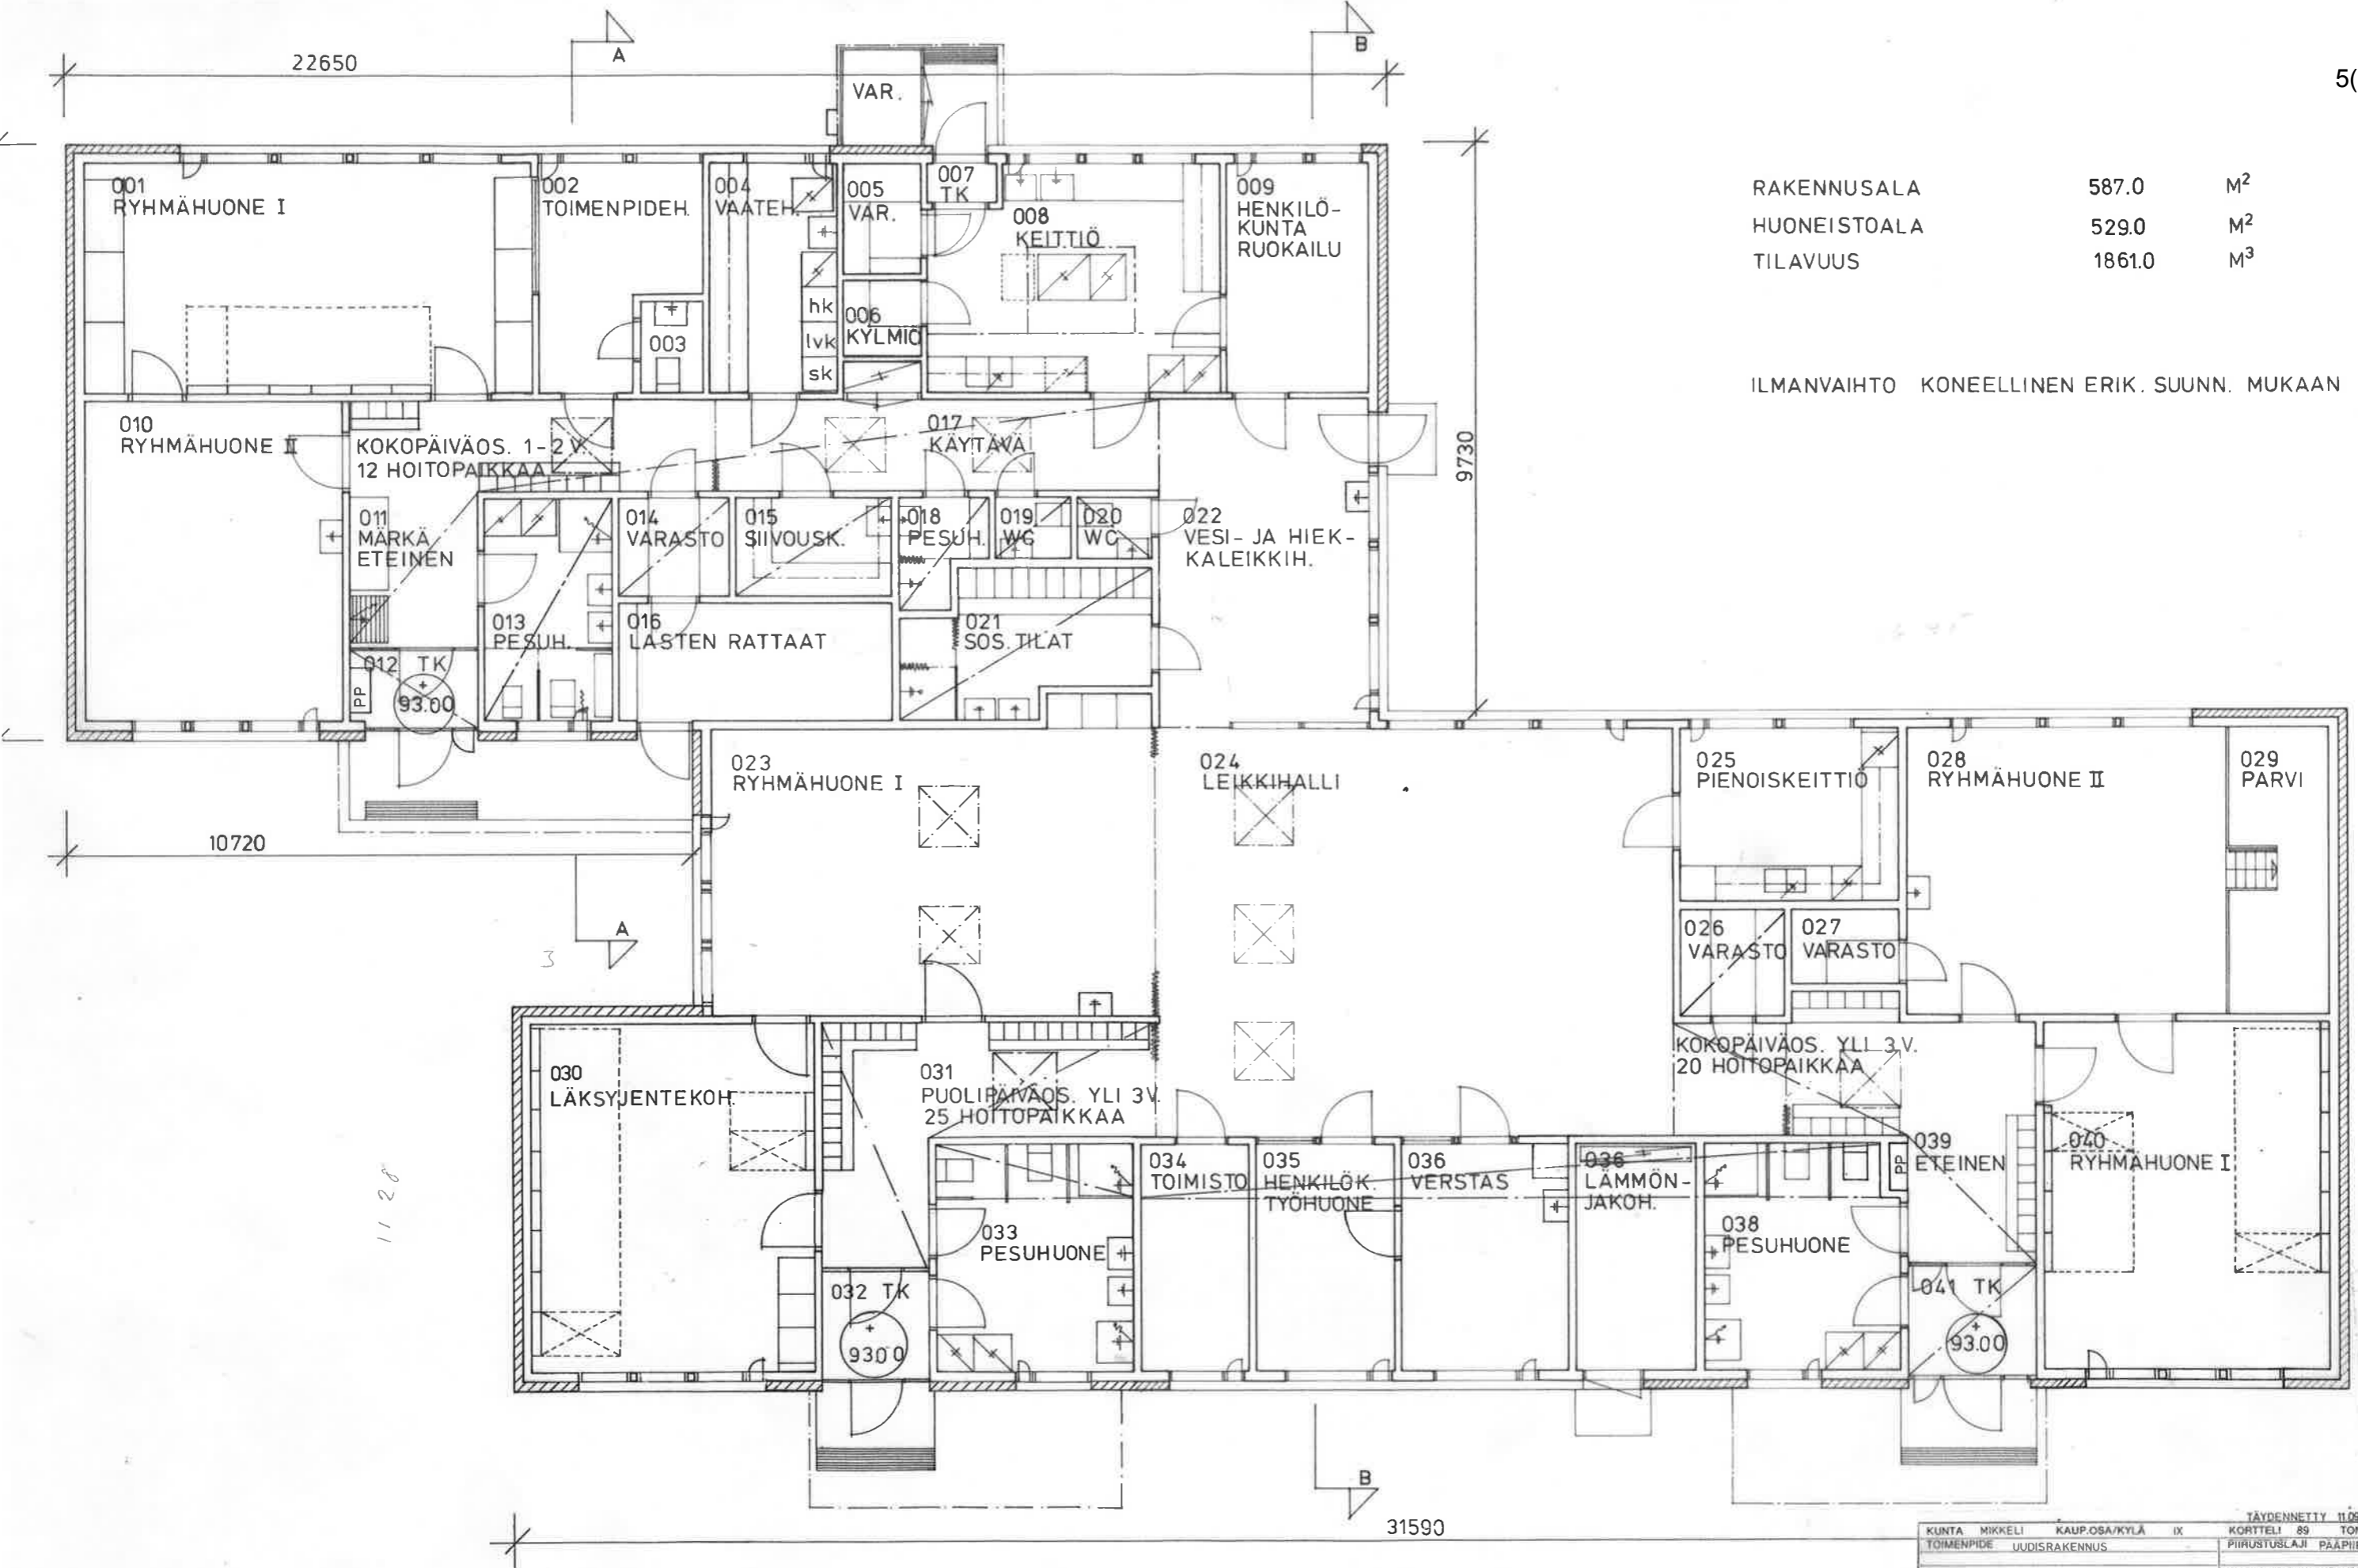 22650
A
B
5(
VAR.
RAKENNUSALA 587.0 M²
HUONEISTOALA 529.0 M²
TILAVUUS 1861.0 M³
ILMANVAIHTO KONEELLINEN ERIK. SUUNN. MUKAAN
001
RYHMÄHUONE I
002
TOIMENPIDEH.
003
004
VAATEH.
hk
lvk
sk
005
VAR.
006
KYLMIÖ
007
TK
008
KEITTIÖ
009
HENKILÖ-
KUNTA
RUOKAILU
9730
010
RYHMÄHUONE II
KOKOPÄIVÄOS. 1-2 V.
12 HOITOPAIKKAA
017
KÄYTÄVÄ
011
MÄRKÄ
ETEINEN
012 TK
PP
93.00
013
PESUH.
014
VARASTO
015
SIIVOUSK.
016
LASTEN RATTAAT
018
PESUH.
019
WC
020
WC
021
SOS. TILAT
022
VESI- JA HIEK-
KALEIKKIH.
10720
A
3
023
RYHMÄHUONE I
024
LEIKKIHALLI
025
PIENOISKEITTIÖ
026
VARASTO
027
VARASTO
028
RYHMÄHUONE II
029
PARVI
030
LÄKSYJENTEKOH.
031
PUOLIPÄIVÄOS. YLI 3V.
25 HOITOPAIKKAA
KOKOPÄIVÄOS. YLI 3 V.
20 HOITOPAIKKAA
032 TK
93.00
033
PESUHUONE
034
TOIMISTO
035
HENKILÖK.
TYÖHUONE
036
VERSTAS
036
LÄMMÖN-
JAKOH.
038
PESUHUONE
PP
039
ETEINEN
040
RYHMÄHUONE I
041 TK
93.00
1128
B
31590
TÄYDENNETTY 11.09
KUNTA MIKKELI KAUP.OSA/KYLÄ IX KORTTELI 89
TOIMENPIDE UUDISRAKENNUS PIIRUSTUSLAJI